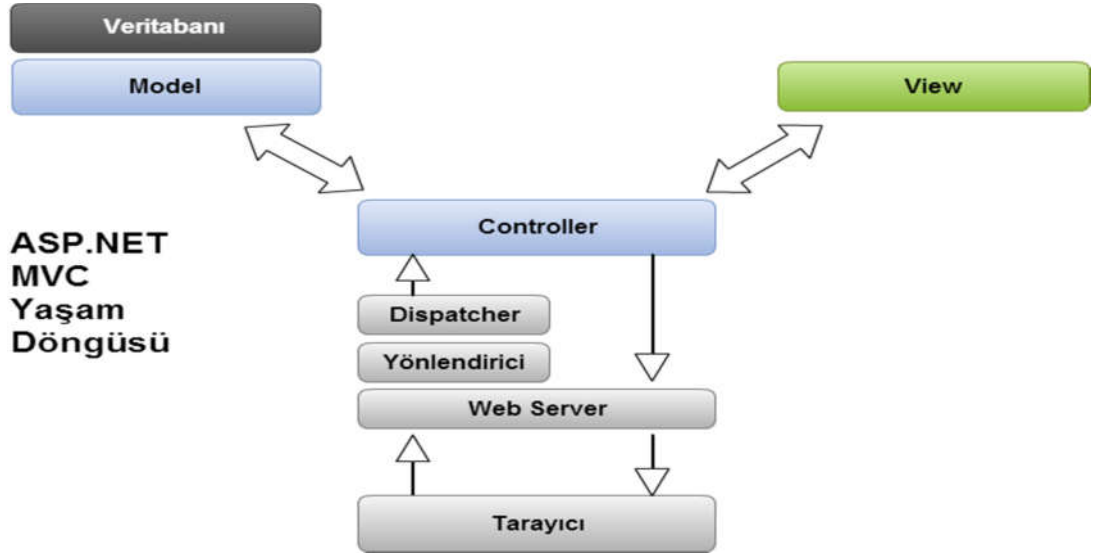 Veritabanı
Model
View
Controller
ASP.NET
MVC
Yaşam
Döngüsü
Dispatcher
Yönlendirici
Web Server
Tarayıcı